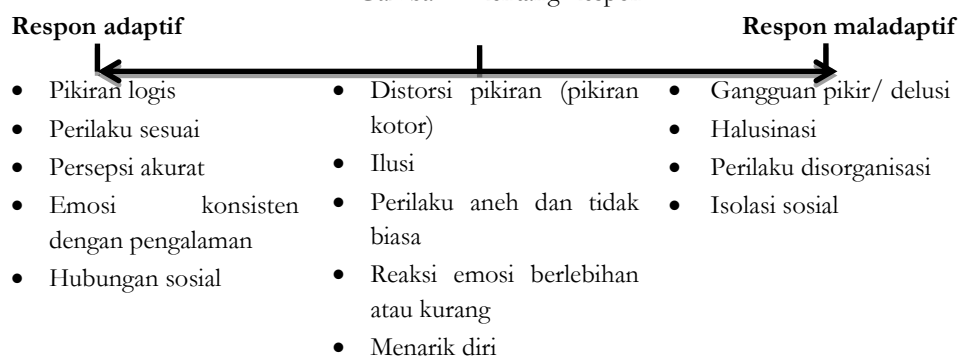 Respon adaptif
Respon maladaptif
• Pikiran logis
• Perilaku sesuai
• Persepsi akurat
• Emosi konsisten
dengan pengalaman
• Hubungan sosial
• Distorsi pikiran (pikiran
kotor)
• Ilusi
• Perilaku aneh dan tidak
biasa
• Reaksi emosi berlebihan
atau kurang
• Menarik diri
• Gangguan pikir/ delusi
• Halusinasi
• Perilaku disorganisasi
• Isolasi sosial